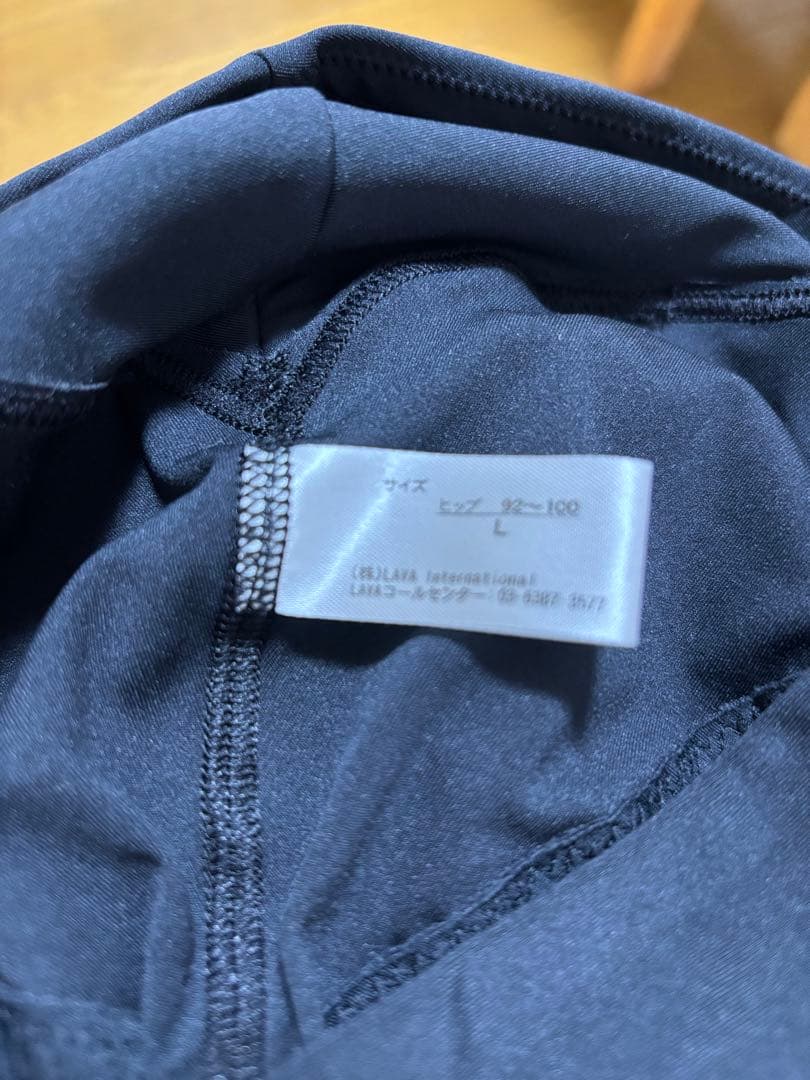 サイズ
ヒップ 92〜100
L
(株)LAVA International
LAVAコールセンター:03-6387-3577